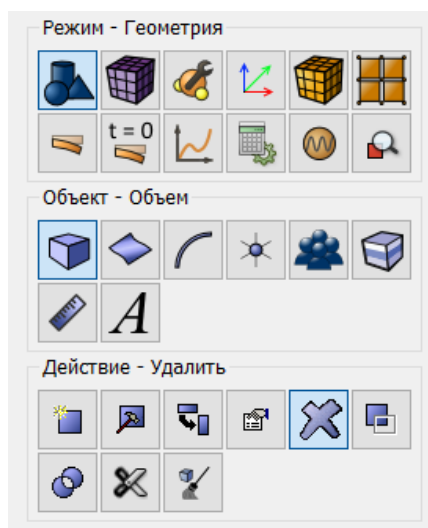 Режим - Геометрия
t = 0
Объект - Объем
A
Действие - Удалить